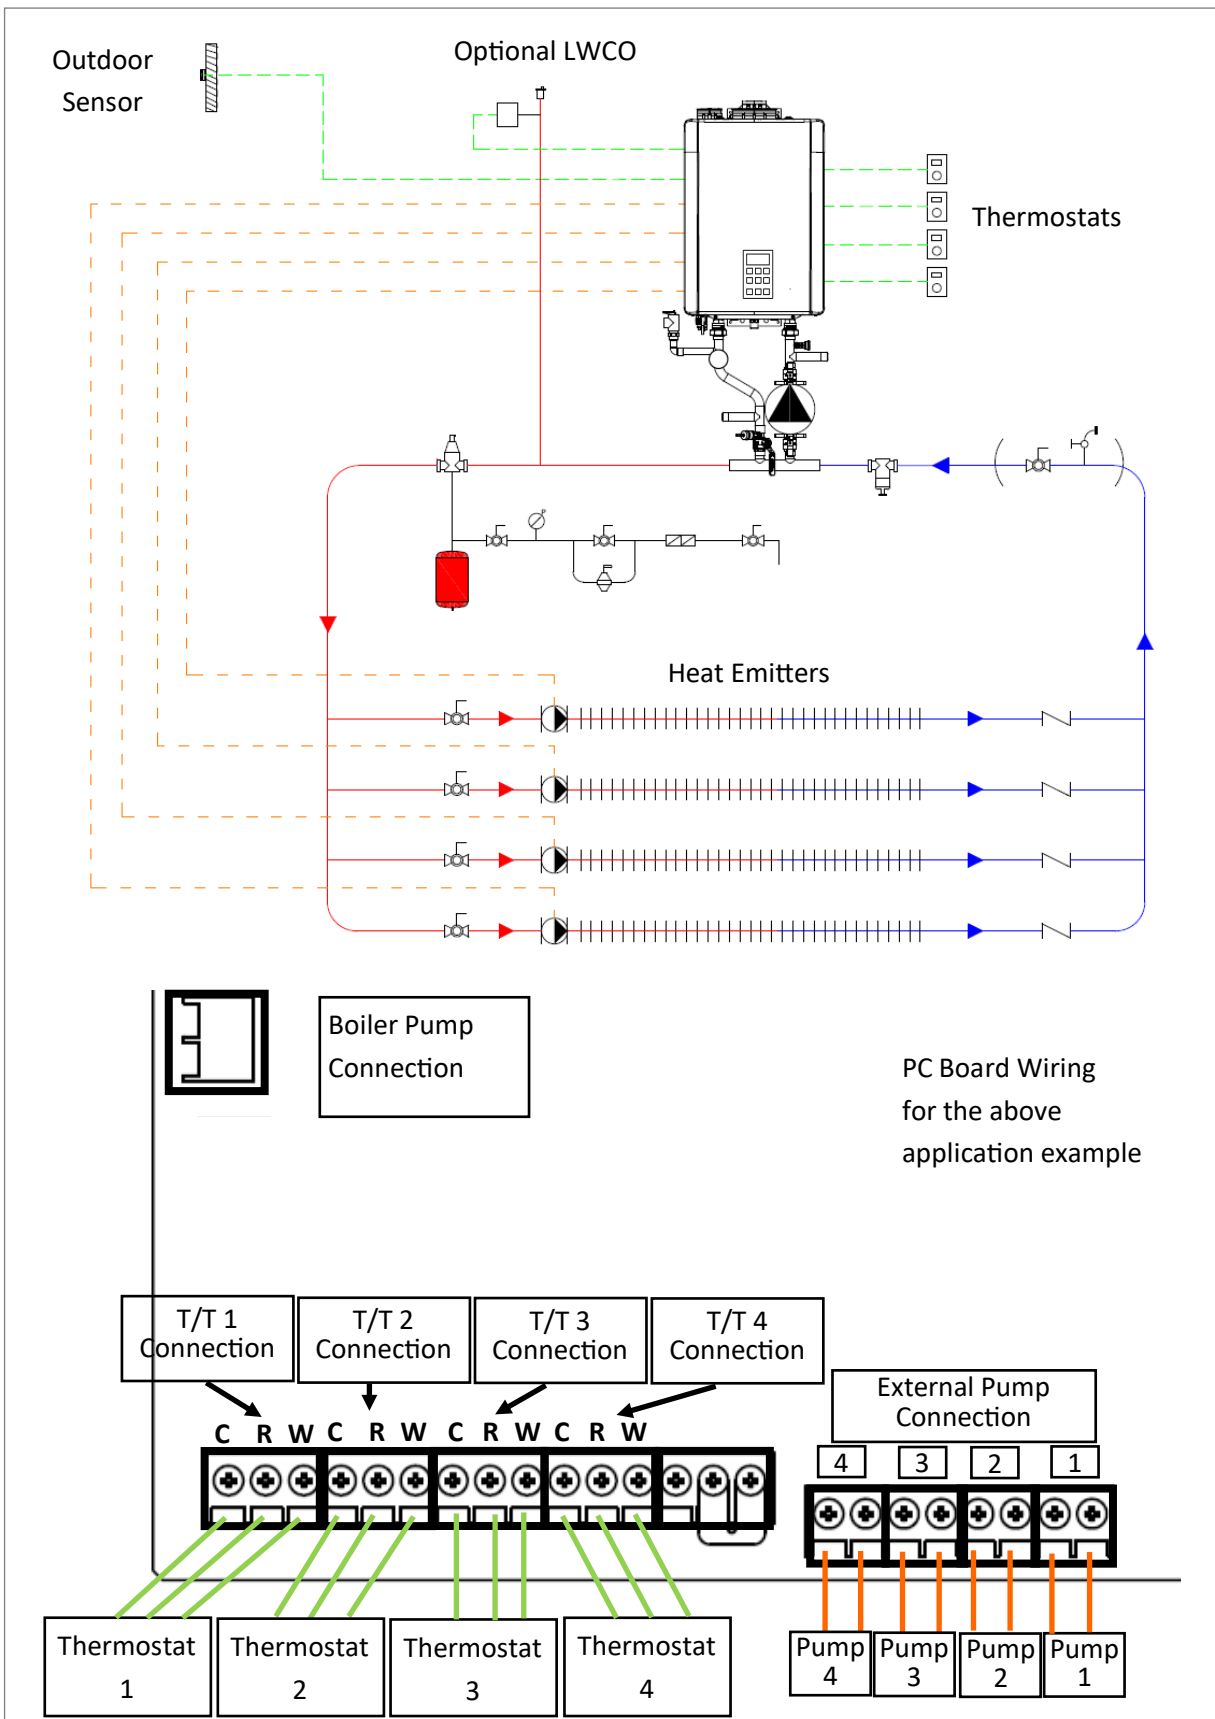 Outdoor
Sensor
Optional LWCO
Thermostats
P
Heat Emitters
Boiler Pump
Connection
PC Board Wiring
for the above
application example
T/T 1
Connection
T/T 2
Connection
T/T 3
Connection
T/T 4
Connection
External Pump
Connection
C R W C R W C R W C R W
4 3 2 1
Thermostat
1
Thermostat
2
Thermostat
3
Thermostat
4
Pump
4
Pump
3
Pump
2
Pump
1